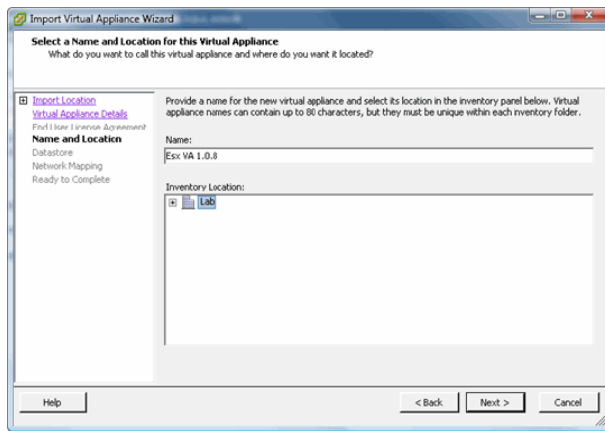 Import Virtual Appliance Wizard
Select a Name and Location for this Virtual Appliance
What do you want to call this virtual appliance and where do you want it located?
Import Location
Virtual Appliance Details
End User License Agreement
Name and Location
Datastore
Network Mapping
Ready to Complete
Provide a name for the new virtual appliance and select its location in the inventory panel below. Virtual
appliance names can contain up to 80 characters, but they must be unique within each inventory folder.
Name:
Esx VA 1.0.8
Inventory Location:
Lab
Help
< Back
Next >
Cancel